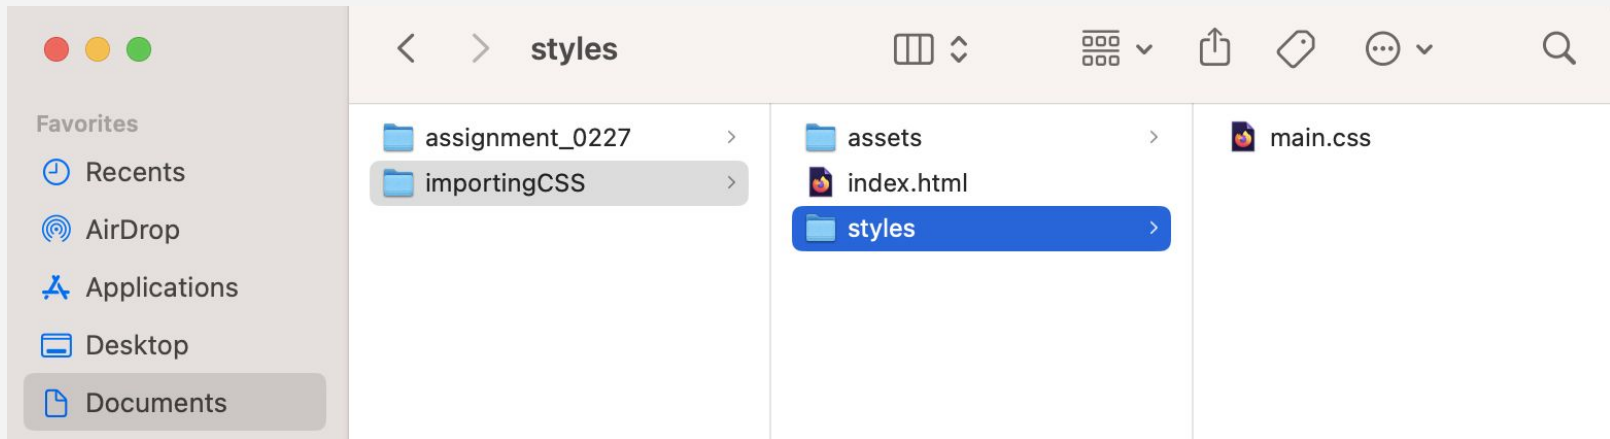 styles
Favorites
Recents
AirDrop
Applications
Desktop
Documents
assignment_0227
importingCSS
assets
index.html
styles
main.css